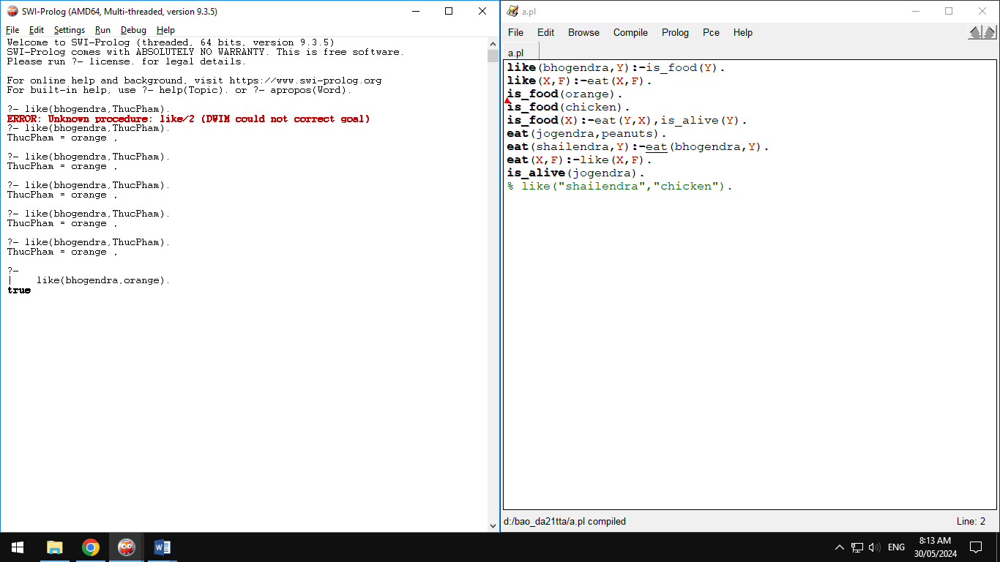 SWI-Prolog (AMD64, Multi-threaded, version 9.3.5)
File Edit Settings Run Debug Help
Welcome to SWI-Prolog (threaded, 64 bits, version 9.3.5)
SWI-Prolog comes with ABSOLUTELY NO WARRANTY. This is free software.
Please run ?- license. for legal details.
For online help and background, visit https://www.swi-prolog.org
For built-in help, use ?- help(Topic). or ?- apropos(Word).
?- like(bhogendra,ThucPham).
ERROR: Unknown procedure: like/2 (DWIM could not correct goal)
?- like(bhogendra,ThucPham).
ThucPham = orange .
?- like(bhogendra,ThucPham).
ThucPham = orange .
?- like(bhogendra,ThucPham).
ThucPham = orange .
?- like(bhogendra,ThucPham).
ThucPham = orange .
?- like(bhogendra,ThucPham).
ThucPham = orange .
?-
|    like(bhogendra,orange).
true
a.pl
File Edit Browse Compile Prolog Pce Help
a.pl
like(bhogendra,Y):-is_food(Y).
like(X,F):-eat(X,F).
is_food(orange).
is_food(chicken).
is_food(X):-eat(Y,X),is_alive(Y).
eat(jogendra,peanuts).
eat(shailendra,Y):-eat(bhogendra,Y).
eat(X,F):-like(X,F).
is_alive(jogendra).
% like("shailendra","chicken").
d:/bao_da21tta/a.pl compiled
Line: 2
ENG
8:13 AM
30/05/2024